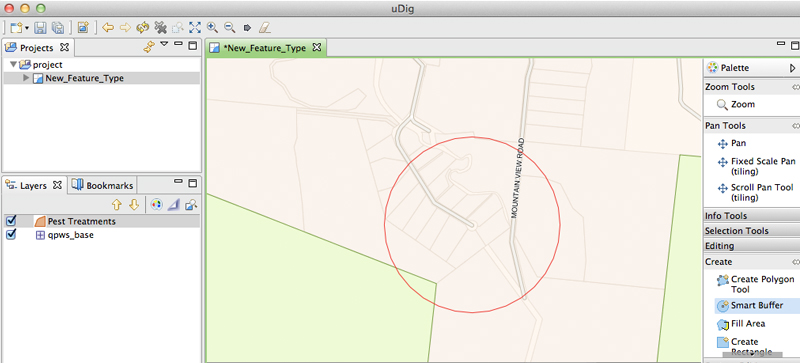 uDig
Projects
project
New_Feature_Type
Layers
Bookmarks
Pest Treatments
qpws_base
*New_Feature_Type
MOUNTAIN VIEW ROAD
Palette
Zoom Tools
Zoom
Pan Tools
Pan
Fixed Scale Pan
(tiling)
Scroll Pan Tool
(tiling)
Info Tools
Selection Tools
Editing
Create
Create Polygon
Tool
Smart Buffer
Fill Area
Create
Rectangle